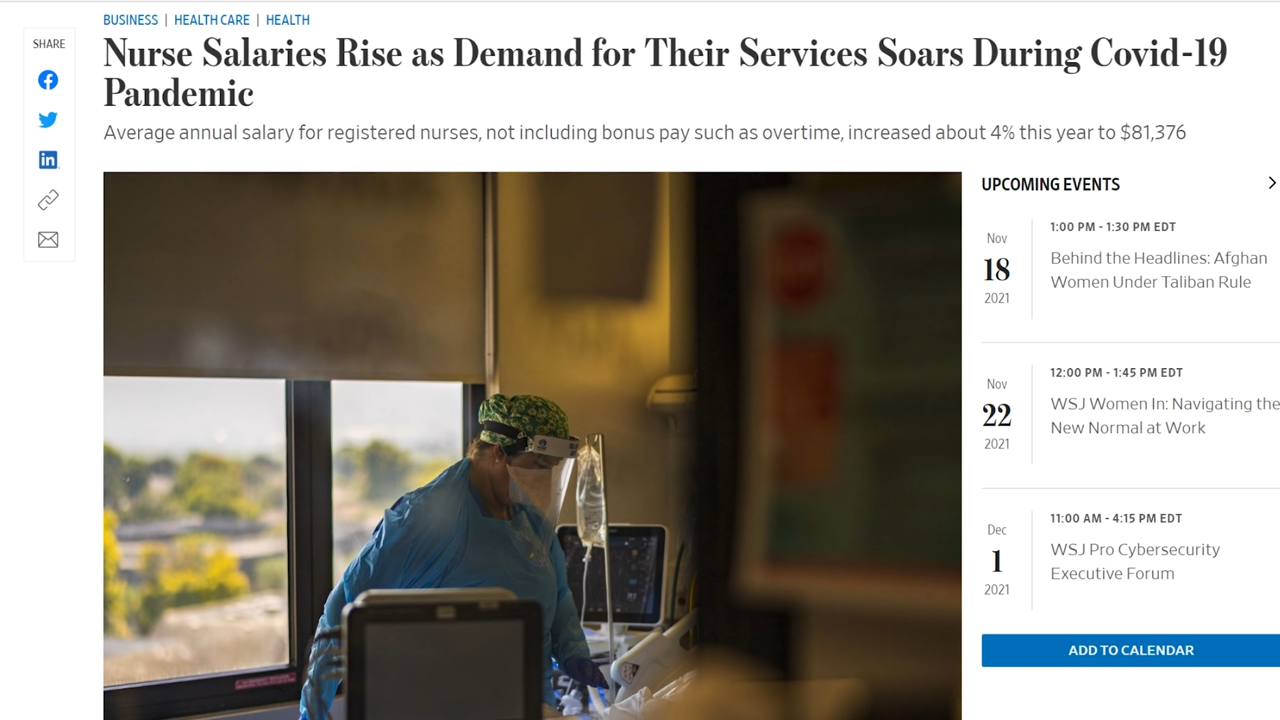 BUSINESS | HEALTH CARE | HEALTH
SHARE
Nurse Salaries Rise as Demand for Their Services Soars During Covid-19
Pandemic
Average annual salary for registered nurses, not including bonus pay such as overtime, increased about 4% this year to $81,376
UPCOMING EVENTS
Nov
18
2021
1:00 PM - 1:30 PM EDT
Behind the Headlines: Afghan
Women Under Taliban Rule
Nov
22
2021
12:00 PM - 1:45 PM EDT
WSJ Women In: Navigating the
New Normal at Work
Dec
1
2021
11:00 AM - 4:15 PM EDT
WSJ Pro Cybersecurity
Executive Forum
ADD TO CALENDAR